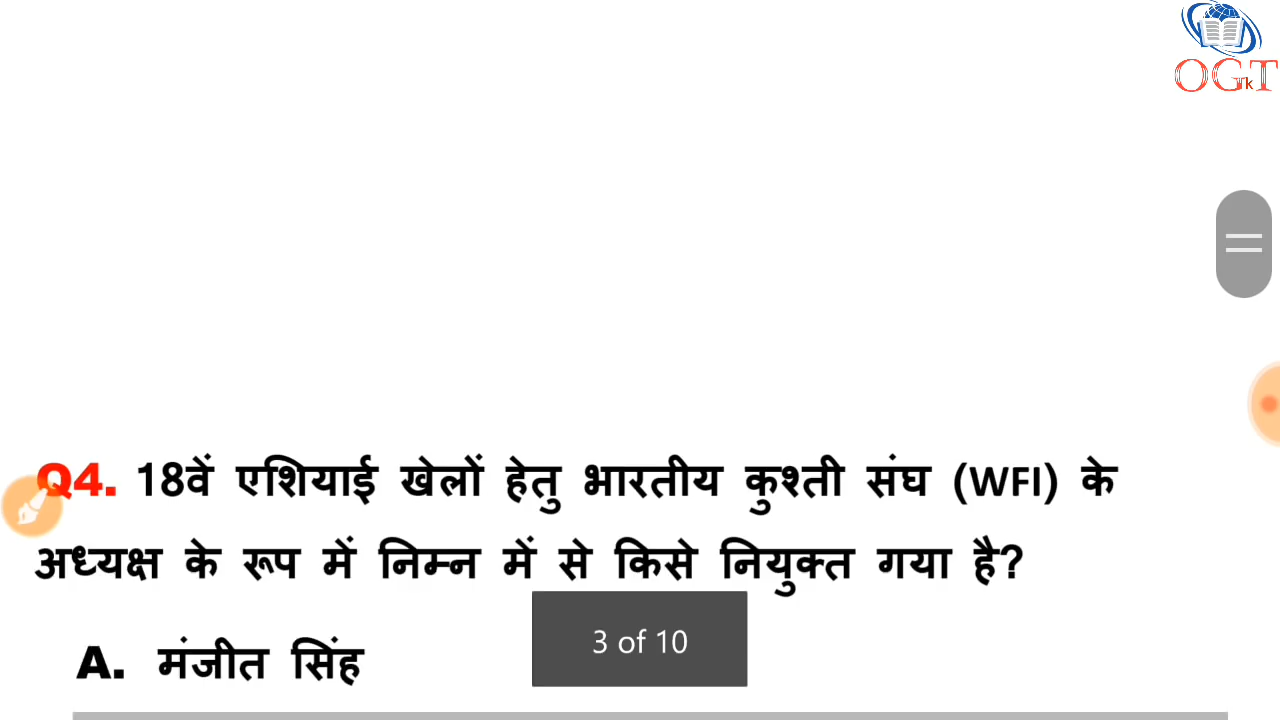 OGT
k
Q4. 18वें एशियाई खेलों हेतु भारतीय कुश्ती संघ (WFI) के
अध्यक्ष के रूप में निम्न में से किसे नियुक्त गया है?
3 of 10
A. मंजीत सिंह